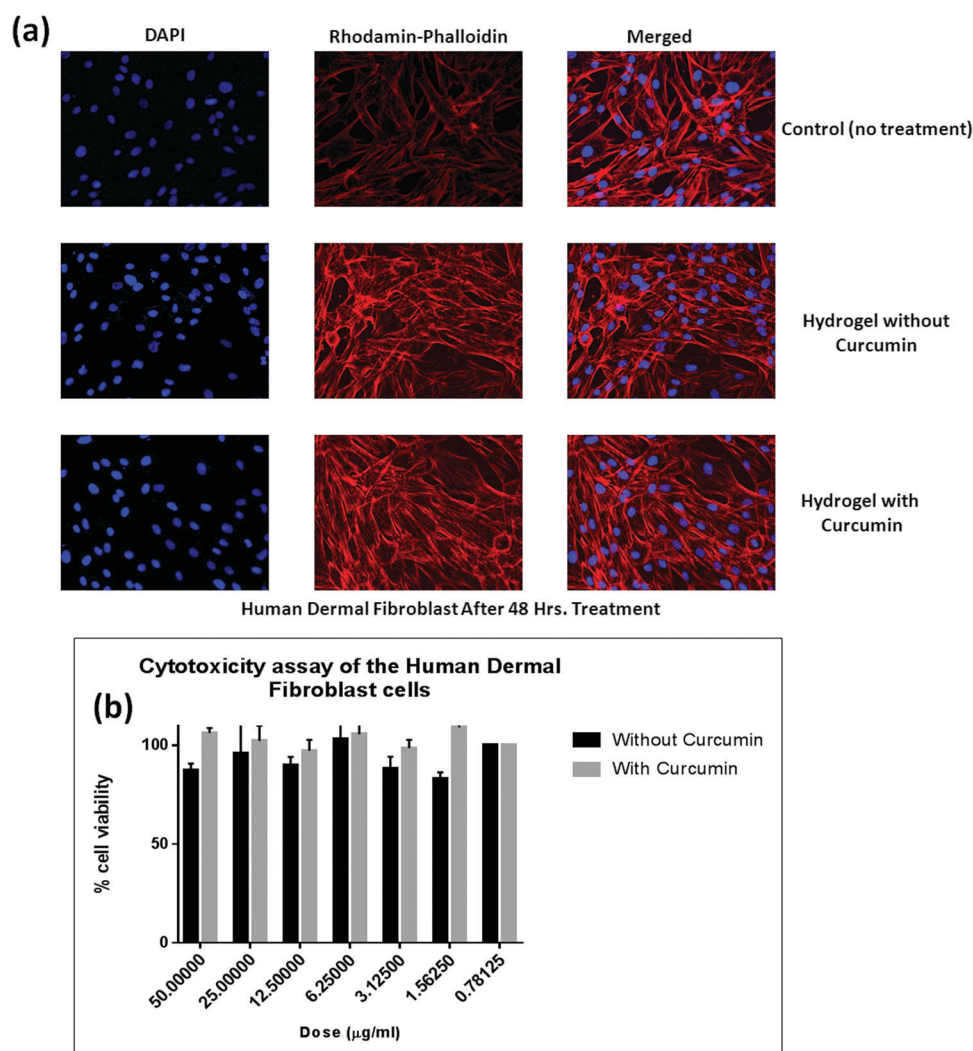 (a)
DAPI
Rhodamin-Phalloidin
Merged
Control (no treatment)
Hydrogel without
Curcumin
Hydrogel with
Curcumin
Human Dermal Fibroblast After 48 Hrs. Treatment
Cytotoxicity assay of the Human Dermal
Fibroblast cells
(b)
Without Curcumin
With Curcumin
% cell viability
100
50
0
50.00000
25.00000
12.50000
6.25000
3.12500
1.56250
0.78125
Dose (μg/ml)